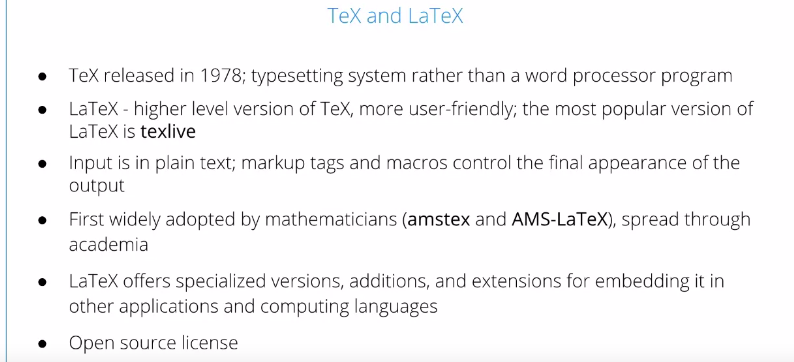 TeX and LaTeX
● TeX released in 1978; typesetting system rather than a word processor program
● LaTeX - higher level version of TeX, more user-friendly; the most popular version of
LaTeX is texlive
● Input is in plain text; markup tags and macros control the final appearance of the
output
● First widely adopted by mathematicians (amstex and AMS-LaTeX), spread through
academia
● LaTeX offers specialized versions, additions, and extensions for embedding it in
other applications and computing languages
● Open source license